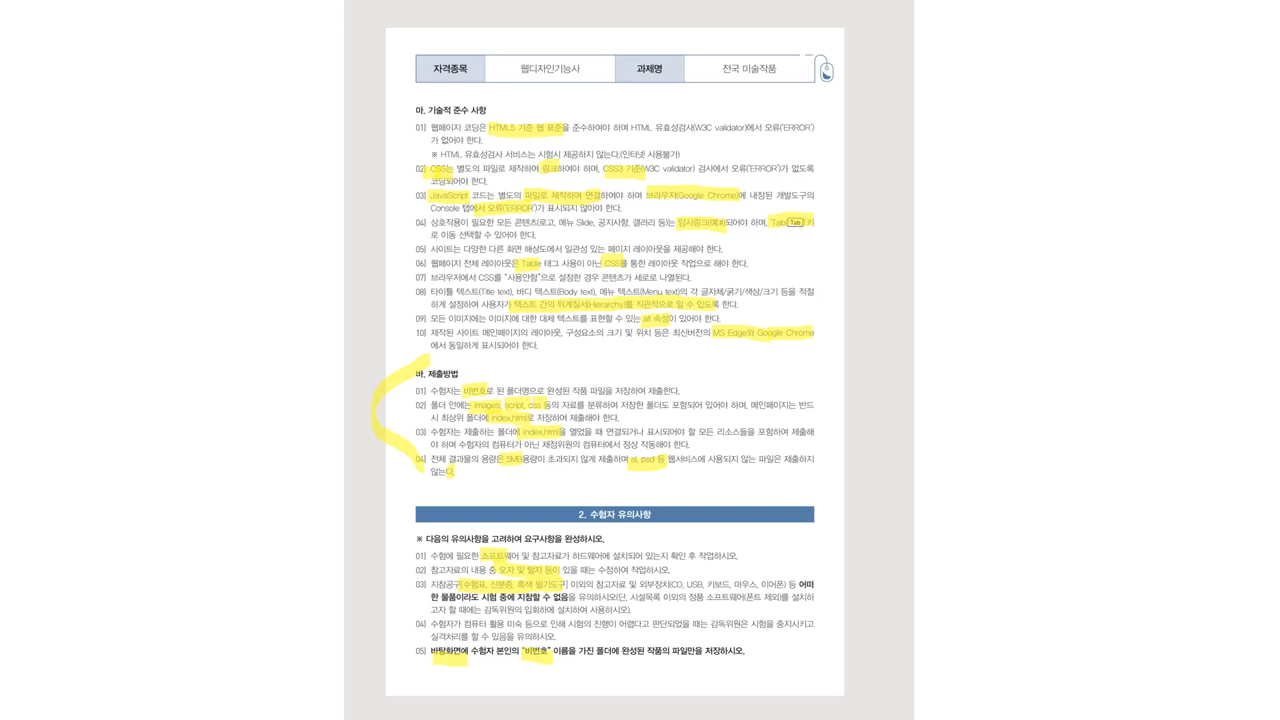 자격종목 웹디자인기능사 과제명 전국 미술작품
마. 기술적 준수 사항
01) 웹페이지 코딩은 HTML5 기준 웹 표준을 준수하여야 하며 HTML 유효성검사(W3C validator)에서 오류("ERROR")
가 없어야 한다.
※ HTML 유효성검사 서비스는 시험시 제공하지 않는다.(인터넷 사용불가)
02) CSS는 별도의 파일로 제작하여 링크하여야 하며, CSS3 기준(W3C validator) 검사에서 오류("ERROR")가 없도록
코딩되어야 한다.
03) JavaScript 코드는 별도의 파일로 제작하여 연결하여야 하며 브라우저(Google Chrome)에 내장된 개발도구의
Console 탭에서 오류("ERROR")가 표시되지 않아야 한다.
04) 상호작용이 필요한 모든 콘텐츠(로고, 메뉴 Slide, 공지사항, 갤러리 등)는 임시링크(예:#)되어야 하며, "Tab(Tab)"키
로 이동 선택할 수 있어야 한다.
05) 사이트는 다양한 다른 화면 해상도에서 일관성 있는 페이지 레이아웃을 제공해야 한다.
06) 웹페이지 전체 레이아웃은 Table 태그 사용이 아닌 CSS를 통한 레이아웃 작업으로 해야 한다.
07) 브라우저에서 CSS를 "사용안함"으로 설정한 경우 콘텐츠가 세로로 나열된다.
08) 타이틀 텍스트(Title text), 바디 텍스트(Body text), 메뉴 텍스트(Menu text)의 각 글자체/굵기/색상/크기 등을 적절
하게 설정하여 사용자가 텍스트 간의 위계질서(Hierarchy)를 직관적으로 알 수 있도록 한다.
09) 모든 이미지에는 이미지에 대한 대체 텍스트를 표현할 수 있는 alt 속성이 있어야 한다.
10) 제작된 사이트 메인페이지의 레이아웃, 구성요소의 크기 및 위치 등은 최신버전의 MS Edge와 Google Chrome
에서 동일하게 표시되어야 한다.
바. 제출방법
01) 수험자는 비번호로 된 폴더명으로 완성된 작품 파일을 저장하여 제출한다.
02) 폴더 안에는 images, script, css 등의 자료를 분류하여 저장한 폴더도 포함되어 있어야 하며, 메인페이지는 반드
시 최상위 폴더에 index.html로 저장하여 제출해야 한다.
03) 수험자는 제출하는 폴더에 index.html을 열었을 때 연결되거나 표시되어야 할 모든 리소스들을 포함하여 제출해
야 하며 수험자의 컴퓨터가 아닌 채점위원의 컴퓨터에서 정상 작동해야 한다.
04) 전체 결과물의 용량은 5MB용량이 초과되지 않게 제출하며 ai, psd 등 웹서비스에 사용되지 않는 파일은 제출하지
않는다.
2. 수험자 유의사항
※ 다음의 유의사항을 고려하여 요구사항을 완성하시오.
01) 수험에 필요한 소프트웨어 및 참고자료가 하드웨어에 설치되어 있는지 확인 후 작업하시오.
02) 참고자료의 내용 중 오자 및 탈자 등이 있을 때는 수정하여 작업하시오.
03) 지참공구[수험표, 신분증, 흑색 필기도구] 이외의 참고자료 및 외부장치(CD, USB, 키보드, 마우스, 이어폰) 등 어떠
한 물품이라도 시험 중에 지참할 수 없음을 유의하시오(단, 시설목록 이외의 정품 소프트웨어(폰트 제외)를 설치하
고자 할 때에는 감독위원의 입회하에 설치하여 사용하시오).
04) 수험자가 컴퓨터 활용 미숙 등으로 인해 시험의 진행이 어렵다고 판단되었을 때는 감독위원은 시험을 중지시키고
실격처리를 할 수 있음을 유의하시오.
05) 바탕화면에 수험자 본인의 "비번호" 이름을 가진 폴더에 완성된 작품의 파일만을 저장하시오.